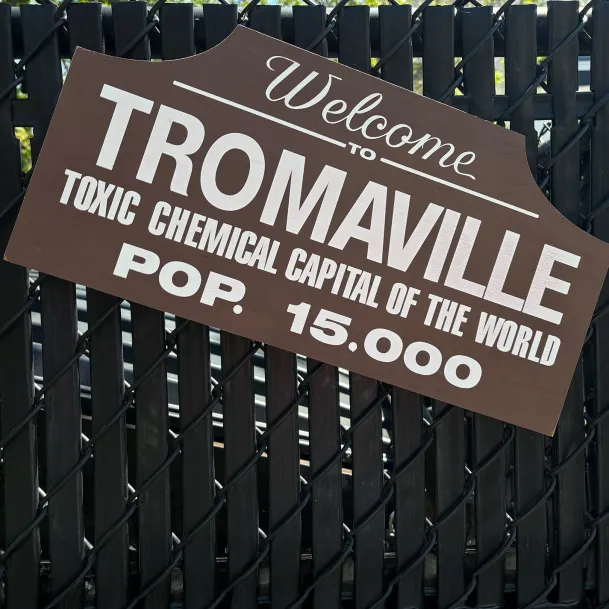 Welcome
TO
TROMAVILLE
TOXIC CHEMICAL CAPITAL OF THE WORLD
POP. 15.000